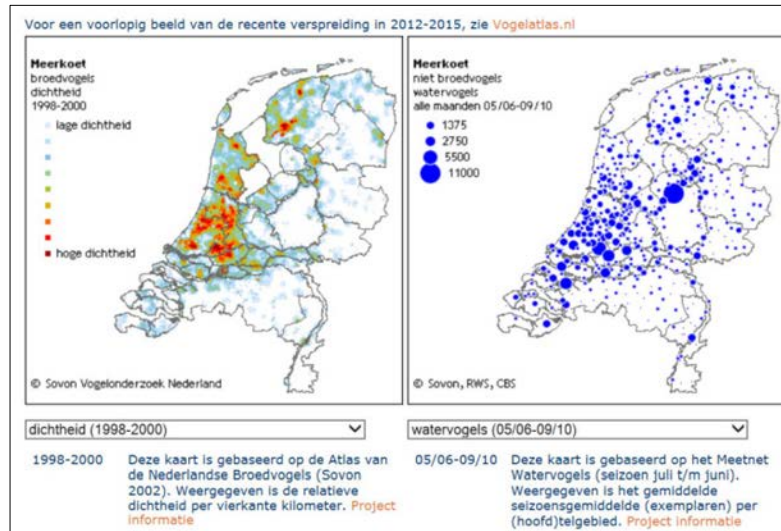 Voor een voorlopig beeld van de recente verspreiding in 2012-2015, zie Vogelatlas.nl
Meerkoet
broedvogels
dichtheid
1998-2000
lage dichtheid
hoge dichtheid
© Sovon Vogelonderzoek Nederland
Meerkoet
niet broedvogels
watervogels
alle maanden 05/06-09/10
1375
2750
5500
11000
© Sovon, RWS, CBS
dichtheid (1998-2000)
watervogels (05/06-09/10)
1998-2000
Deze kaart is gebaseerd op de Atlas van
de Nederlandse Broedvogels (Sovon
2002). Weergegeven is de relatieve
dichtheid per vierkante kilometer. Project
informatie
05/06-09/10
Deze kaart is gebaseerd op het Meetnet
Watervogels (seizoen juli t/m juni).
Weergegeven is het gemiddelde
seizoensgemiddelde (exemplaren) per
(hoofd)telgebied. Project informatie